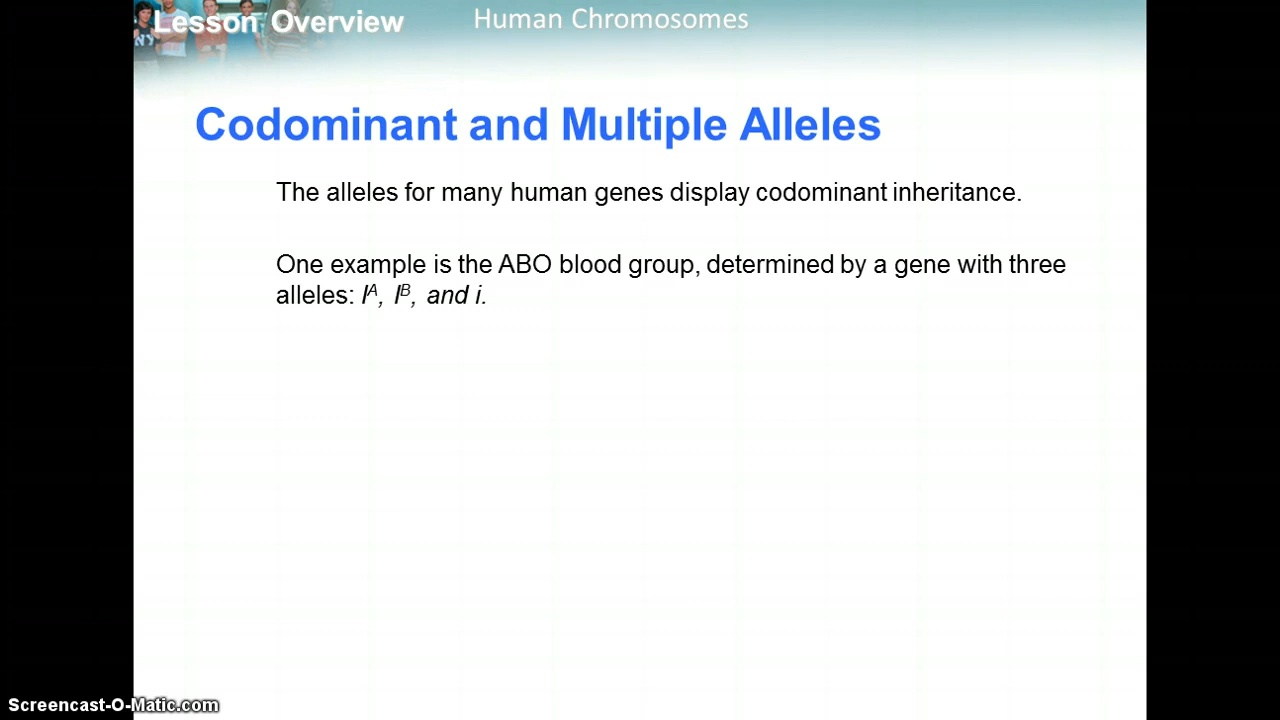 Lesson Overview Human Chromosomes
Codominant and Multiple Alleles
The alleles for many human genes display codominant inheritance.
One example is the ABO blood group, determined by a gene with three
alleles: Iᴬ, Iᴮ, and i.
Screencast-O-Matic.com